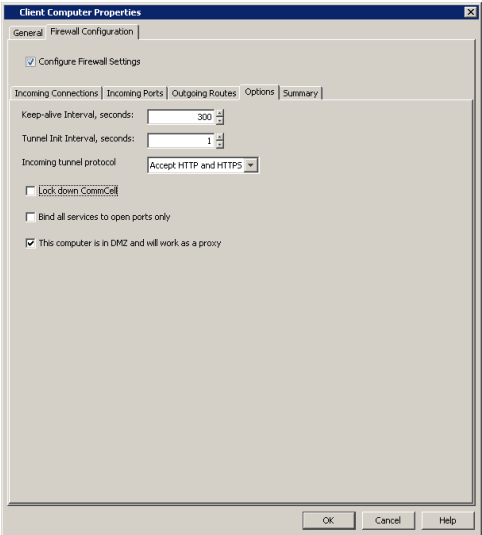 Client Computer Properties
General Firewall Configuration
Configure Firewall Settings
Incoming Connections Incoming Ports Outgoing Routes Options Summary
Keep-alive Interval, seconds: 300
Tunnel Init Interval, seconds: 1
Incoming tunnel protocol Accept HTTP and HTTPS
Lock down CommCell
Bind all services to open ports only
This computer is in DMZ and will work as a proxy
OK Cancel Help